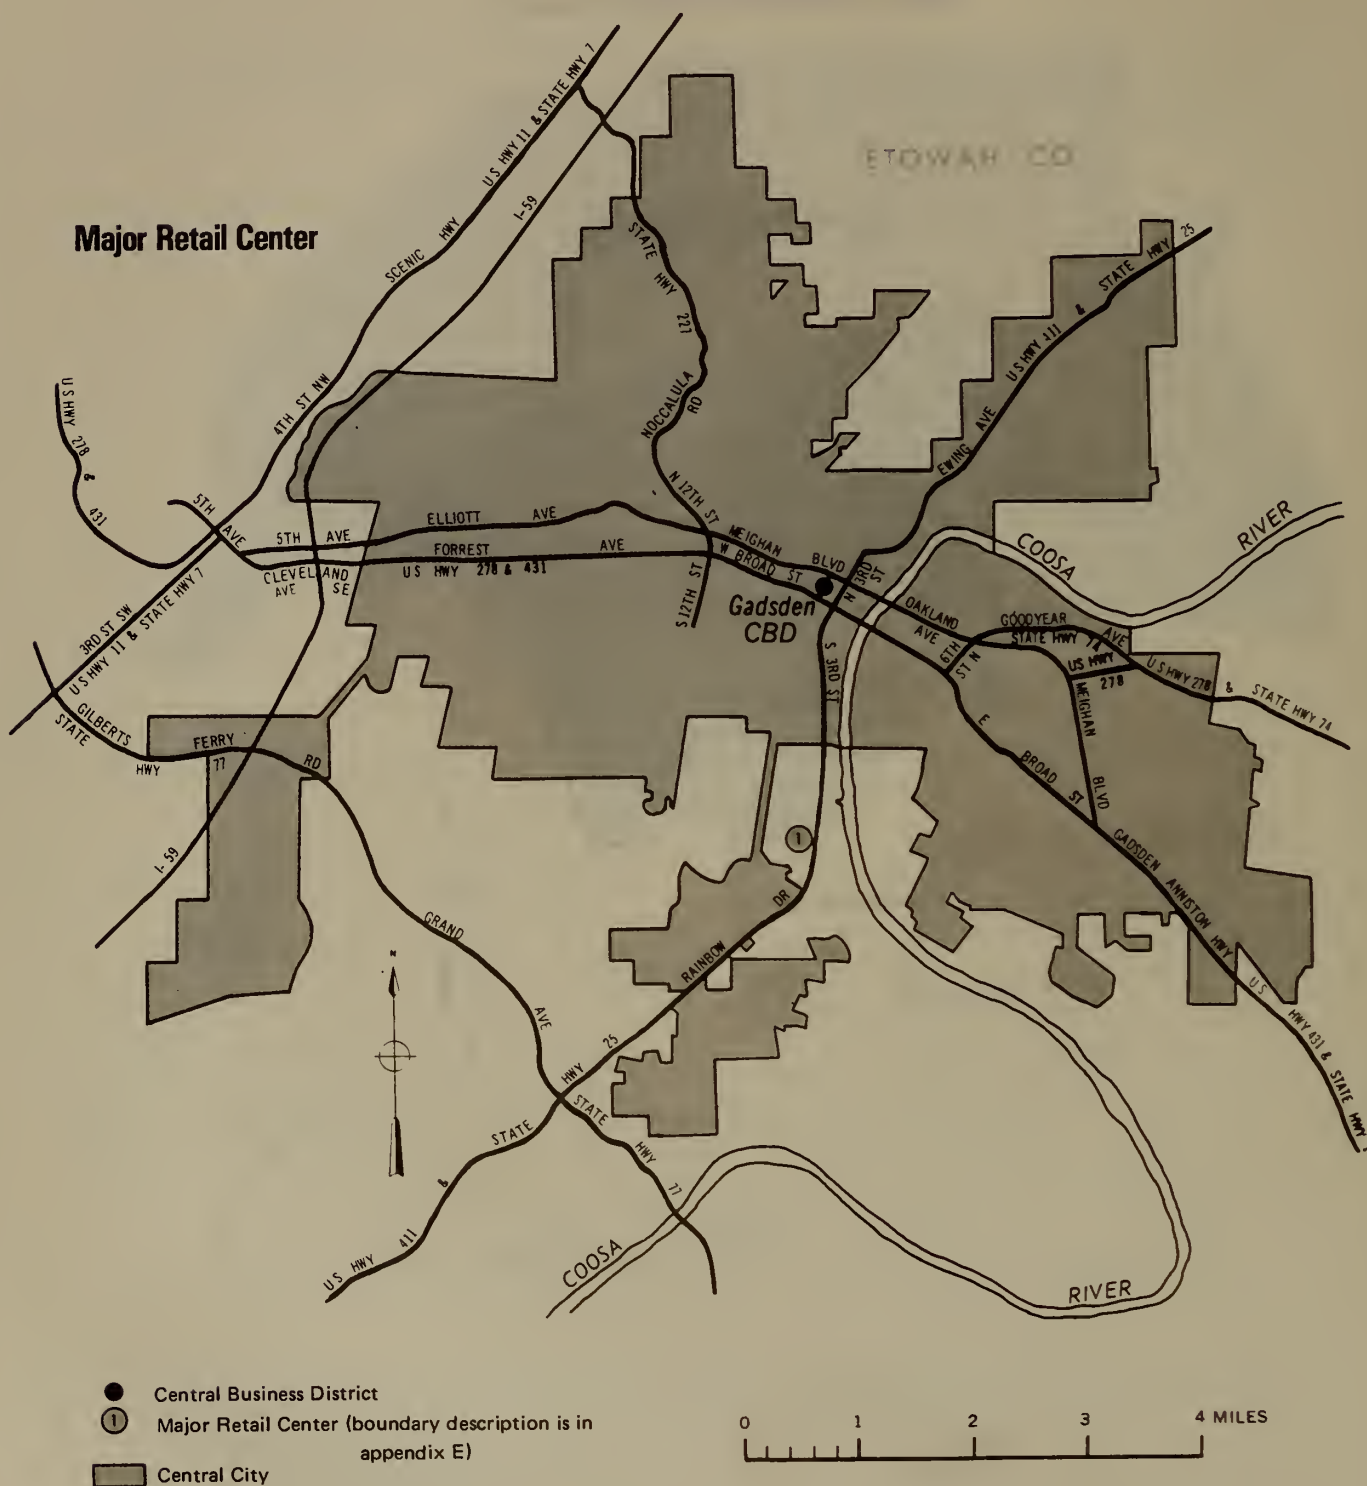 ETOWAH CO
Major Retail Center
US HWY 11 & STATE HWY 7
SCENIC HWY
I-59
STATE HWY 227
NOCCALULA RD
US HWY 411 & STATE HWY 25
EWING AVE
4TH ST NW
US HWY 278 & 431
5TH AVE
5TH AVE
ELLIOTT AVE
N 12TH ST
MEIGHAN BLVD
FORREST AVE
US HWY 278 & 431
CLEVELAND AVE SE
W BROAD ST
S 12TH ST
N 3RD ST
Gadsden
CBD
COOSA RIVER
OAKLAND AVE
GOODYEAR AVE
STATE HWY 74
6TH ST N
US HWY 278
US HWY 278 & STATE HWY 74
MEIGHAN BLVD
3RD ST SW
US HWY 11 & STATE HWY 7
S 3RD ST
GILBERTS FERRY RD
STATE HWY 77
E BROAD ST
I-59
1
GADSDEN ANNISTON HWY
US HWY 431 & STATE HWY
RAINBOW DR
GRAND AVE
N
US HWY 411 & STATE HWY 25
STATE HWY 77
COOSA RIVER
Central Business District
1 Major Retail Center (boundary description is in
appendix E)
Central City
0 1 2 3 4 MILES